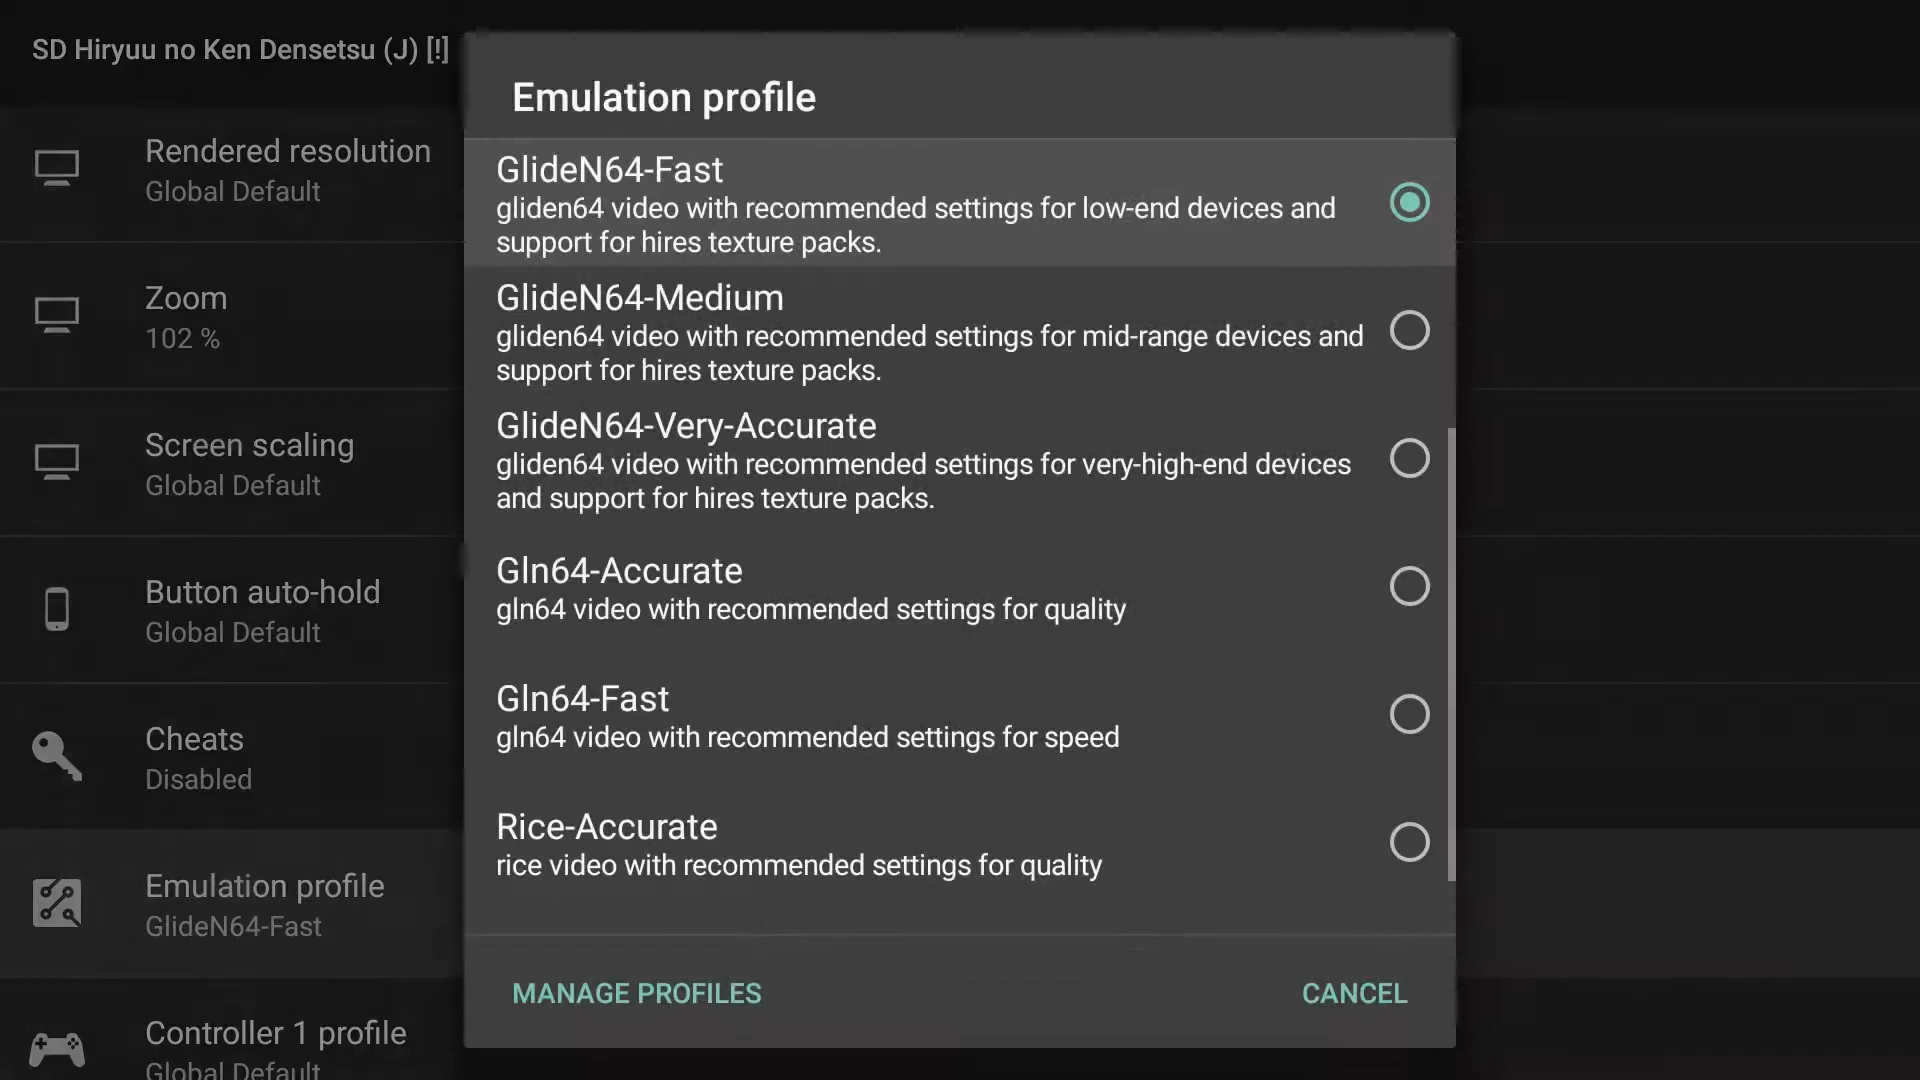 SD Hiryuu no Ken Densetsu (J) [!]
Rendered resolution
Global Default
Zoom
102 %
Screen scaling
Global Default
Button auto-hold
Global Default
Cheats
Disabled
Emulation profile
GlideN64-Fast
Controller 1 profile
Global Default
Emulation profile
GlideN64-Fast
gliden64 video with recommended settings for low-end devices and
support for hires texture packs.
GlideN64-Medium
gliden64 video with recommended settings for mid-range devices and
support for hires texture packs.
GlideN64-Very-Accurate
gliden64 video with recommended settings for very-high-end devices
and support for hires texture packs.
Gln64-Accurate
gln64 video with recommended settings for quality
Gln64-Fast
gln64 video with recommended settings for speed
Rice-Accurate
rice video with recommended settings for quality
MANAGE PROFILES
CANCEL